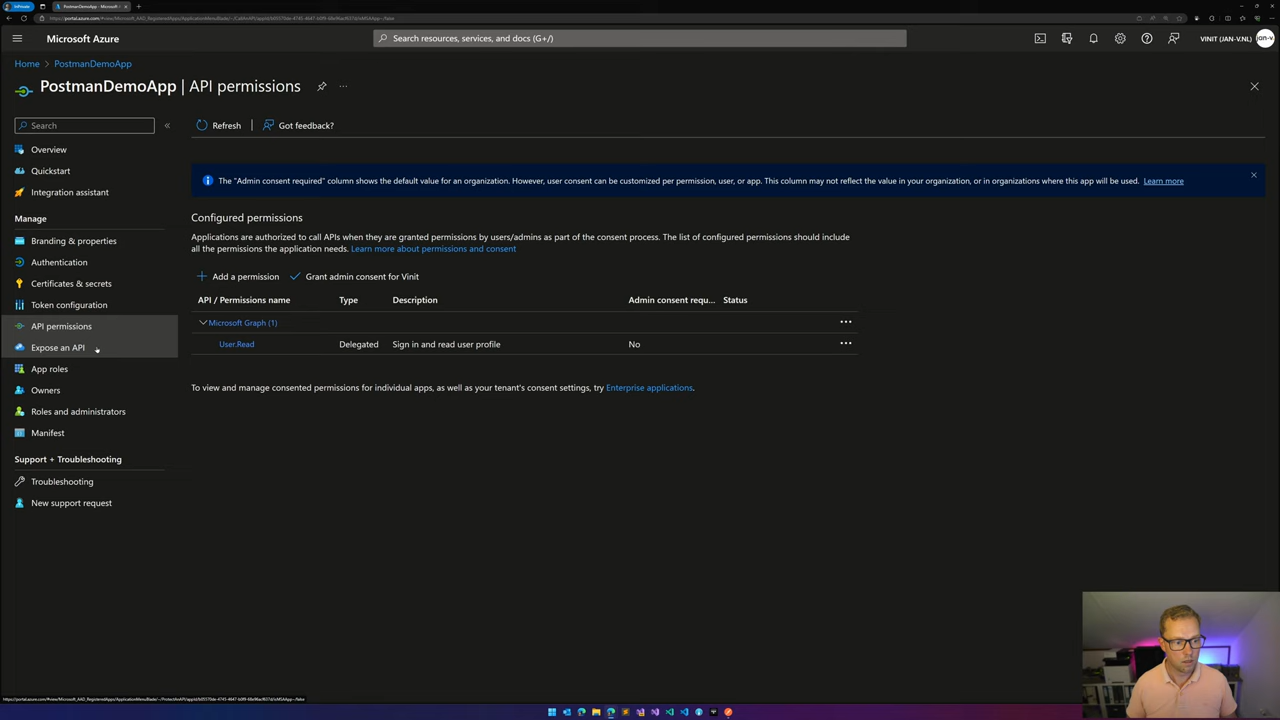 InPrivate
PostmanDemoApp - Microsoft A
Microsoft Azure
Search resources, services, and docs (G+/)
VINIT (JAN-V.NL)
jan-v
Home > PostmanDemoApp
PostmanDemoApp | API permissions
Search
Refresh
Got feedback?
Overview
Quickstart
Integration assistant
Manage
Branding & properties
Authentication
Certificates & secrets
Token configuration
API permissions
Expose an API
App roles
Owners
Roles and administrators
Manifest
Support + Troubleshooting
Troubleshooting
New support request
The "Admin consent required" column shows the default value for an organization. However, user consent can be customized per permission, user, or app. This column may not reflect the value in your organization, or in organizations where this app will be used. Learn more
Configured permissions
Applications are authorized to call APIs when they are granted permissions by users/admins as part of the consent process. The list of configured permissions should include
all the permissions the application needs. Learn more about permissions and consent
Add a permission
Grant admin consent for Vinit
API / Permissions name Type Description Admin consent requ... Status
Microsoft Graph (1)
User.Read Delegated Sign in and read user profile No
To view and manage consented permissions for individual apps, as well as your tenant's consent settings, try Enterprise applications.